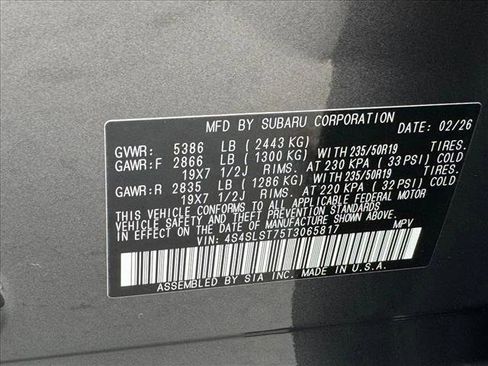 MFD BY SUBARU CORPORATION DATE: 02/26
GVWR: 5386 LB (2443 KG) TIRES.
GAWR:F 2866 LB (1300 KG) WITH 235/50R19
19X7 1/2J RIMS. AT 230 KPA (33 PSI) TIRES.
GAWR:R 2835 LB (1286 KG) WITH 235/50R19
19X7 1/2J RIMS. AT 220 KPA (32 PSI)
THIS VEHICLE CONFORMS TO ALL APPLICABLE FEDERAL MOTOR
VEHICLE SAFETY AND THEFT PREVENTION STANDARDS
IN EFFECT ON THE DATE OF MANUFACTURE SHOWN ABOVE.
VIN: 4S4SLST75T3065817 MPV
ASSEMBLED BY SIA INC. MADE IN U.S.A.